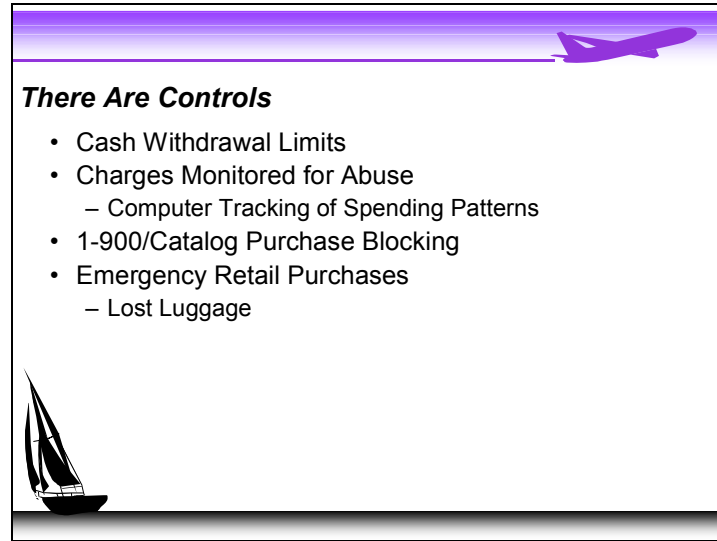 There Are Controls
• Cash Withdrawal Limits
• Charges Monitored for Abuse
– Computer Tracking of Spending Patterns
• 1-900/Catalog Purchase Blocking
• Emergency Retail Purchases
– Lost Luggage